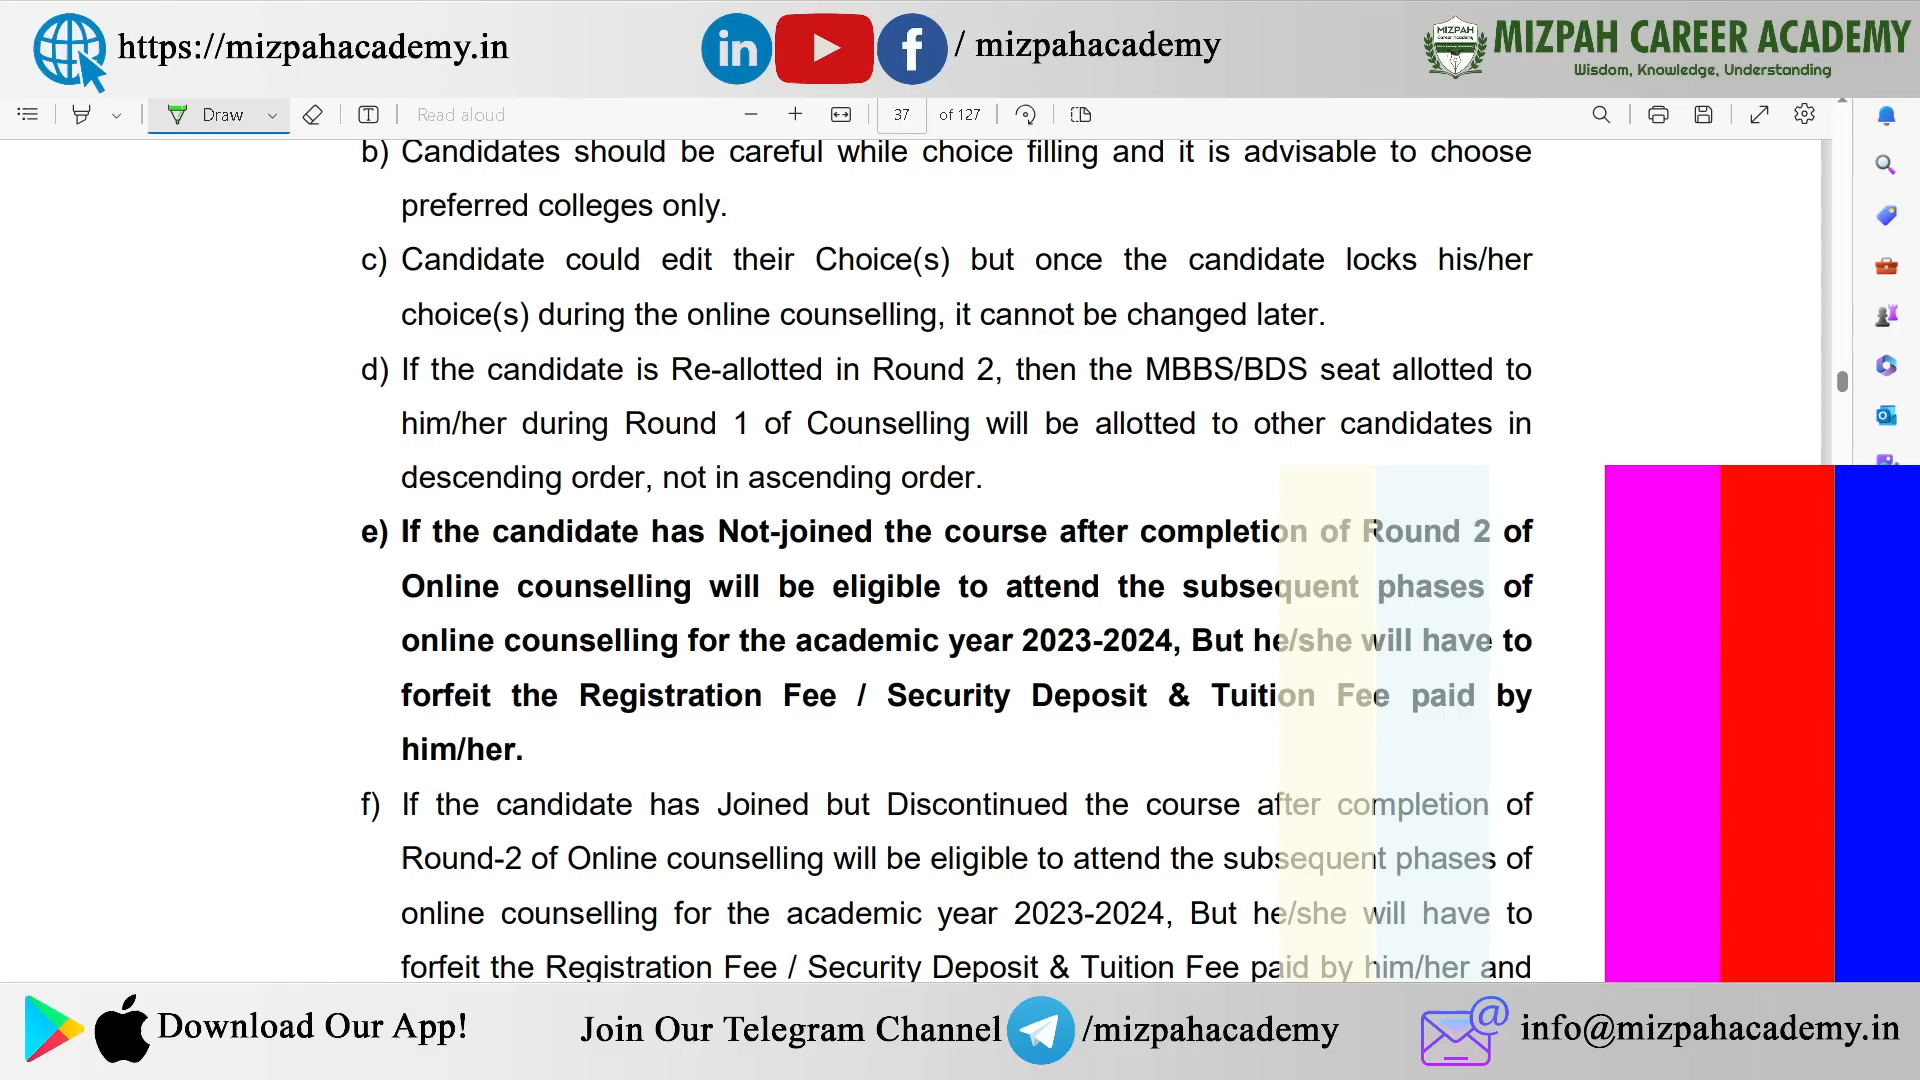 https://mizpahacademy.in
/ mizpahacademy
MIZPAH CAREER ACADEMY
Wisdom, Knowledge, Understanding
MIZPAH
Draw
Read aloud
37
of 127
b) Candidates should be careful while choice filling and it is advisable to choose
preferred colleges only.
c) Candidate could edit their Choice(s) but once the candidate locks his/her
choice(s) during the online counselling, it cannot be changed later.
d) If the candidate is Re-allotted in Round 2, then the MBBS/BDS seat allotted to
him/her during Round 1 of Counselling will be allotted to other candidates in
descending order, not in ascending order.
e) If the candidate has Not-joined the course after completion of Round 2 of
Online counselling will be eligible to attend the subsequent phases of
online counselling for the academic year 2023-2024, But he/she will have to
forfeit the Registration Fee / Security Deposit & Tuition Fee paid by
him/her.
f) If the candidate has Joined but Discontinued the course after completion of
Round-2 of Online counselling will be eligible to attend the subsequent phases of
online counselling for the academic year 2023-2024, But he/she will have to
forfeit the Registration Fee / Security Deposit & Tuition Fee paid by him/her and
Download Our App!
Join Our Telegram Channel
/mizpahacademy
info@mizpahacademy.in